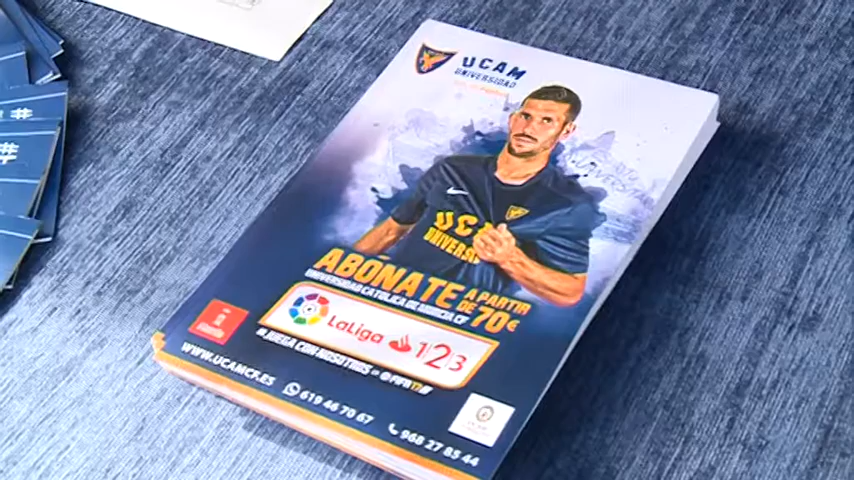 UCAM
UNIVERSIDAD
UCAM
UNIVERSIDAD
ABÓNATE A PARTIR DE 70€
UNIVERSIDAD CATÓLICA DE MURCIA CF
LaLiga 1|2|3
#JUEGA CON NOSOTROS
WWW.UCAMCF.ES
619 46 70 67
968 27 85 44
#
#